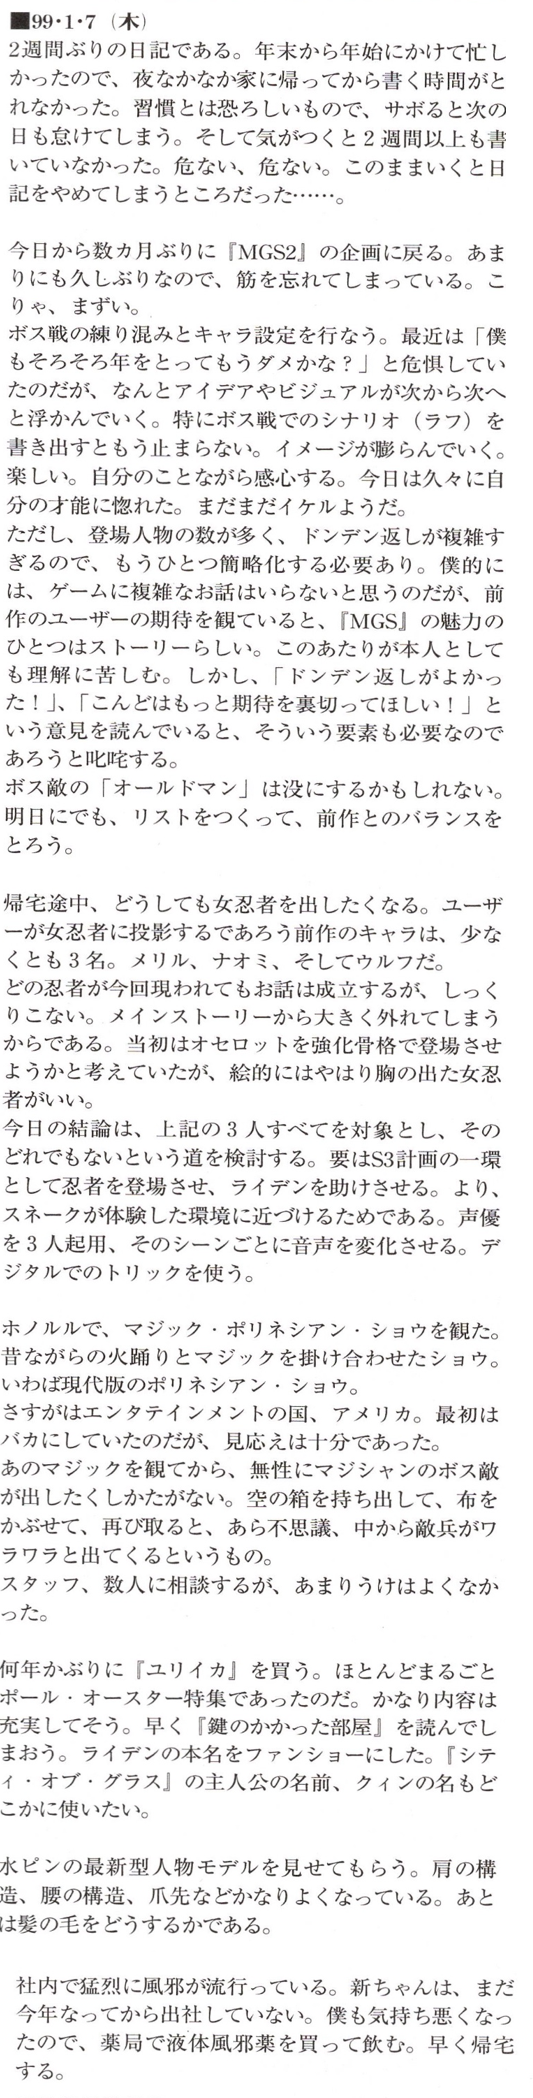 ■99・1・7（木）
2週間ぶりの日記である。年末から年始にかけて忙し
かったので、夜なかなか家に帰ってから書く時間がと
れなかった。習慣とは恐ろしいもので、サボると次の
日も怠けてしまう。そして気がつくと2週間以上も書
いていなかった。危ない、危ない。このままいくと日
記をやめてしまうところだった……。

今日から数カ月ぶりに『MGS2』の企画に戻る。あま
りにも久しぶりなので、筋を忘れてしまっている。こ
りゃ、まずい。
ボス戦の練り混みとキャラ設定を行なう。最近は「僕
もそろそろ年をとってもうダメかな？」と危惧してい
たのだが、なんとアイデアやビジュアルが次から次へ
と浮かんでいく。特にボス戦でのシナリオ（ラフ）を
書き出すともう止まらない。イメージが膨らんでいく。
楽しい。自分のことながら感心する。今日は久々に自
分の才能に惚れた。まだまだイケルようだ。
ただし、登場人物の数が多く、ドンデン返しが複雑す
ぎるので、もうひとつ簡略化する必要あり。僕的に
は、ゲームに複雑なお話はいらないと思うのだが、前
作のユーザーの期待を観ていると、『MGS』の魅力の
ひとつはストーリーらしい。このあたりが本人として
も理解に苦しむ。しかし、「ドンデン返しがよかっ
た！」、「こんどはもっと期待を裏切ってほしい！」と
いう意見を読んでいると、そういう要素も必要なので
あろうと叱咤する。
ボス敵の「オールドマン」は没にするかもしれない。
明日にでも、リストをつくって、前作とのバランスを
とろう。

帰宅途中、どうしても女忍者を出したくなる。ユーザ
ーが女忍者に投影するであろう前作のキャラは、少な
くとも3名。メリル、ナオミ、そしてウルフだ。
どの忍者が今回現われてもお話は成立するが、しっく
りこない。メインストーリーから大きく外れてしまう
からである。当初はオセロットを強化骨格で登場させ
ようかと考えていたが、絵的にはやはり胸の出た女忍
者がいい。
今日の結論は、上記の3人すべてを対象とし、その
どれでもないという道を検討する。要はS3計画の一環
として忍者を登場させ、ライデンを助けさせる。より、
スネークが体験した環境に近づけるためである。声優
を3人起用、そのシーンごとに音声を変化させる。デ
ジタルでのトリックを使う。

ホノルルで、マジック・ポリネシアン・ショウを観た。
昔ながらの火踊りとマジックを掛け合わせたショウ。
いわば現代版のポリネシアン・ショウ。
さすがはエンタテインメントの国、アメリカ。最初は
バカにしていたのだが、見応えは十分であった。
あのマジックを観てから、無性にマジシャンのボス敵
が出したくしかたがない。空の箱を持ち出して、布を
かぶせて、再び取ると、あら不思議、中から敵兵がワ
ラワラと出てくるというもの。
スタッフ、数人に相談するが、あまりうけはよくなか
った。

何年かぶりに『ユリイカ』を買う。ほとんどまるごと
ポール・オースター特集であったのだ。かなり内容は
充実してそう。早く『鍵のかかった部屋』を読んでし
まおう。ライデンの本名をファンショーにした。『シテ
ィ・オブ・グラス』の主人公の名前、クィンの名もど
こかに使いたい。

水ピンの最新型人物モデルを見せてもらう。肩の構
造、腰の構造、爪先などかなりよくなっている。あと
は髪の毛をどうするかである。

社内で猛烈に風邪が流行っている。新ちゃんは、まだ
今年なってから出社していない。僕も気持ち悪くなっ
たので、薬局で液体風邪薬を買って飲む。早く帰宅
する。